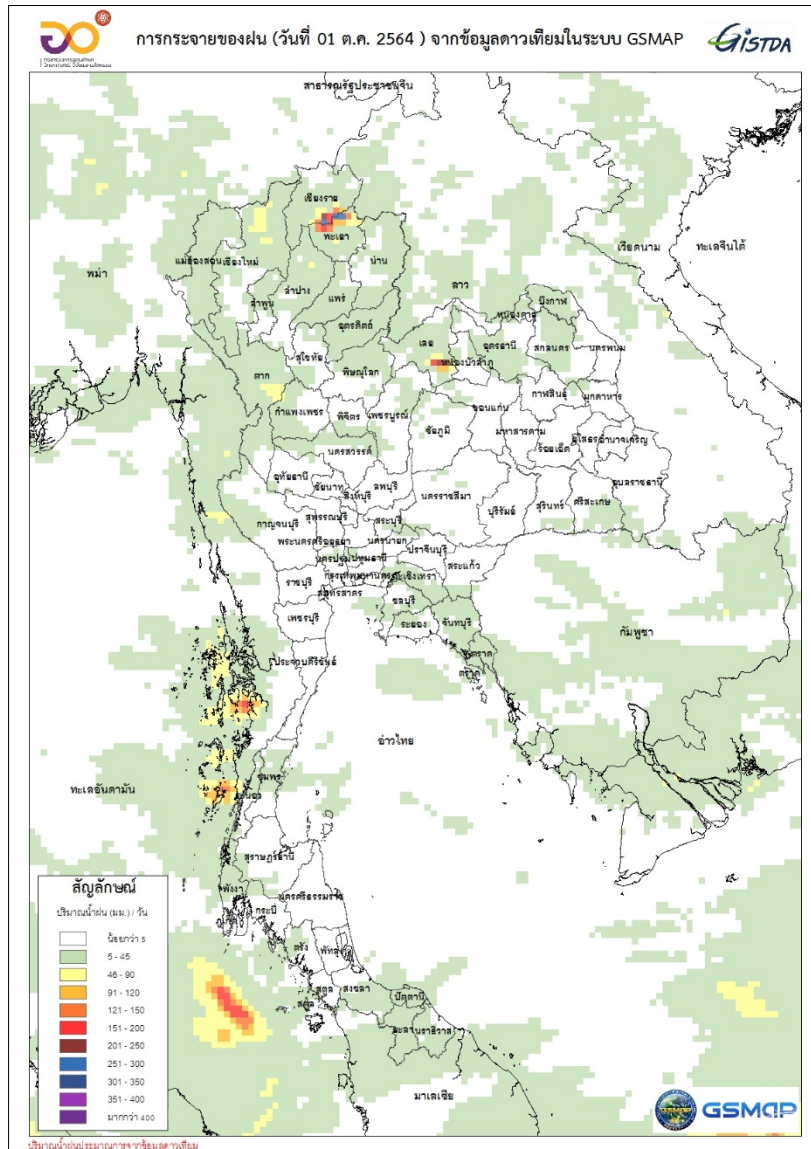 การกระจายของฝน (วันที่ 01 ต.ค. 2564 ) จากข้อมูลดาวเทียมในระบบ GSMAP
GISTDA
สาธารณรัฐประชาชนจีน
เชียงราย
พะเยา
น่าน
เวียดนาม
ทะเลจีนใต้
แม่ฮ่องสอน
เชียงใหม่
พม่า
ลำปาง
ลาว
ลำพูน
แพร่
บึงกาฬ
หนองคาย
อุตรดิตถ์
เลย
อุดรธานี
สกลนคร
นครพนม
สุโขทัย
หนองบัวลำภู
ตาก
พิษณุโลก
กาฬสินธุ์
มุกดาหาร
กำแพงเพชร
พิจิตร
เพชรบูรณ์
ขอนแก่น
ชัยภูมิ
มหาสารคาม
ร้อยเอ็ด
ยโสธร
อำนาจเจริญ
นครสวรรค์
อุทัยธานี
ชัยนาท
ลพบุรี
สิงห์บุรี
นครราชสีมา
บุรีรัมย์
สุรินทร์
ศรีสะเกษ
อุบลราชธานี
กาญจนบุรี
สุพรรณบุรี
สระบุรี
พระนครศรีอยุธยา
นครนายก
ปราจีนบุรี
นครปฐม
ปทุมธานี
สระแก้ว
ราชบุรี
กรุงเทพมหานคร
ฉะเชิงเทรา
สมุทรสาคร
ชลบุรี
เพชรบุรี
ระยอง
จันทบุรี
กัมพูชา
ประจวบคีรีขันธ์
ตราด
ตราด
อ่าวไทย
ชุมพร
ทะเลอันดามัน
ระนอง
สุราษฎร์ธานี
พังงา
นครศรีธรรมราช
กระบี่
ภูเก็ต
ตรัง
พัทลุง
สตูล
สงขลา
ปัตตานี
สตูล
ยะลา
นราธิวาส
มาเลเซีย
สัญลักษณ์
ปริมาณน้ำฝน (มม.) / วัน
น้อยกว่า 5
5 - 45
46 - 90
91 - 120
121 - 150
151 - 200
201 - 250
251 - 300
301 - 350
351 - 400
มากกว่า 400
GSMaP
ปริมาณน้ำฝนประมาณการจากข้อมูลดาวเทียม